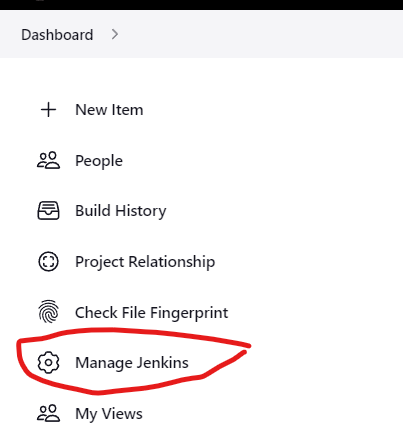 Dashboard
New Item
People
Build History
Project Relationship
Check File Fingerprint
Manage Jenkins
My Views